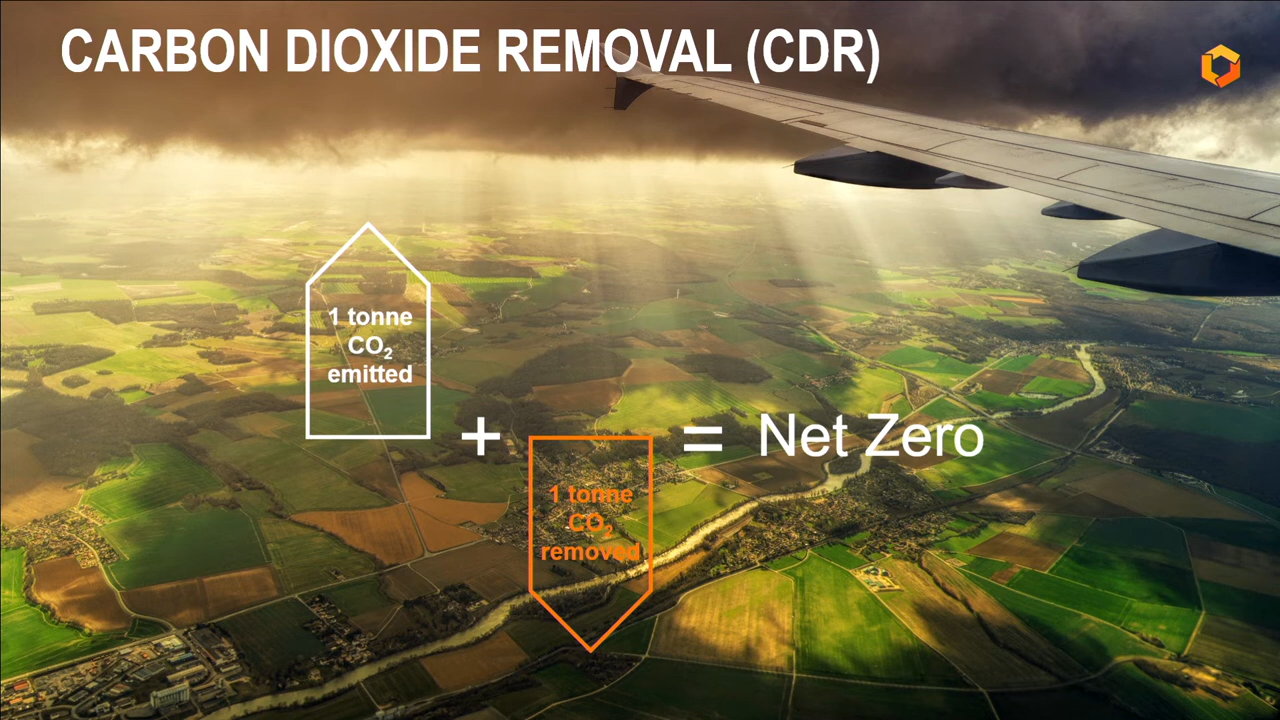 CARBON DIOXIDE REMOVAL (CDR)
1 tonne
CO₂
emitted
+
1 tonne
CO₂
removed
= Net Zero